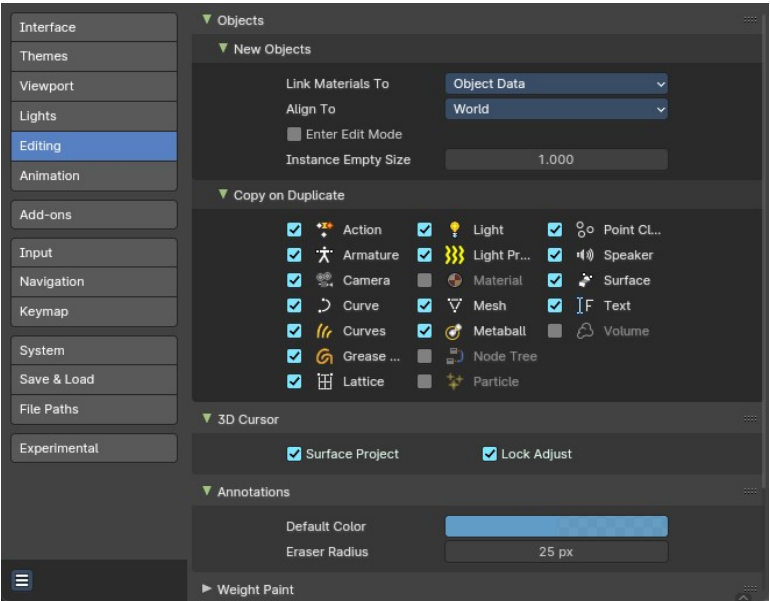 Interface
Themes
Viewport
Lights
Editing
Animation
Add-ons
Input
Navigation
Keymap
System
Save & Load
File Paths
Experimental
Objects
New Objects
Link Materials To Object Data
Align To World
Enter Edit Mode
Instance Empty Size 1.000
Copy on Duplicate
Action Light Point Cl...
Armature Light Pr... Speaker
Camera Material Surface
Curve Mesh Text
Curves Metaball Volume
Grease ... Node Tree
Lattice Particle
3D Cursor
Surface Project Lock Adjust
Annotations
Default Color
Eraser Radius 25 px
Weight Paint